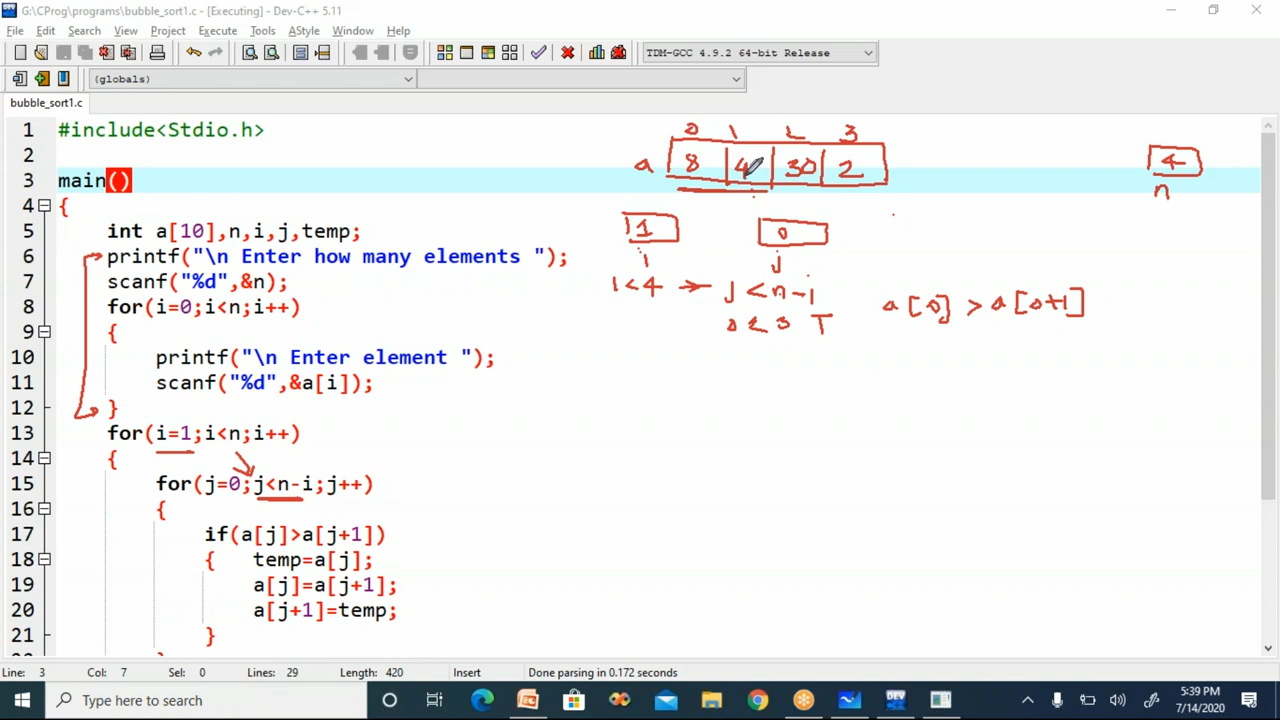 G:\CProg\programs\bubble_sort1.c - [Executing] - Dev-C++ 5.11
File Edit Search View Project Execute Tools AStyle Window Help
TDM-GCC 4.9.2 64-bit Release
(globals)
bubble_sort1.c
1 #include<Stdio.h>
2
3 main()
4 {
5 int a[10],n,i,j,temp;
6 printf("\n Enter how many elements ");
7 scanf("%d",&n);
8 for(i=0;i<n;i++)
9 {
10 printf("\n Enter element ");
11 scanf("%d",&a[i]);
12 }
13 for(i=1;i<n;i++)
14 {
15 for(j=0;j<n-i;j++)
16 {
17 if(a[j]>a[j+1])
18 { temp=a[j];
19 a[j]=a[j+1];
20 a[j+1]=temp;
21 }
0 1 2 3
a 8 4 30 2
4
n
1 0
i j
1<4 → j<n-i
0<3 T
a[0]>a[0+1]
Line: 3 Col: 7 Sel: 0 Lines: 29 Length: 420 Insert Done parsing in 0.172 seconds
Type here to search
5:39 PM
7/14/2020